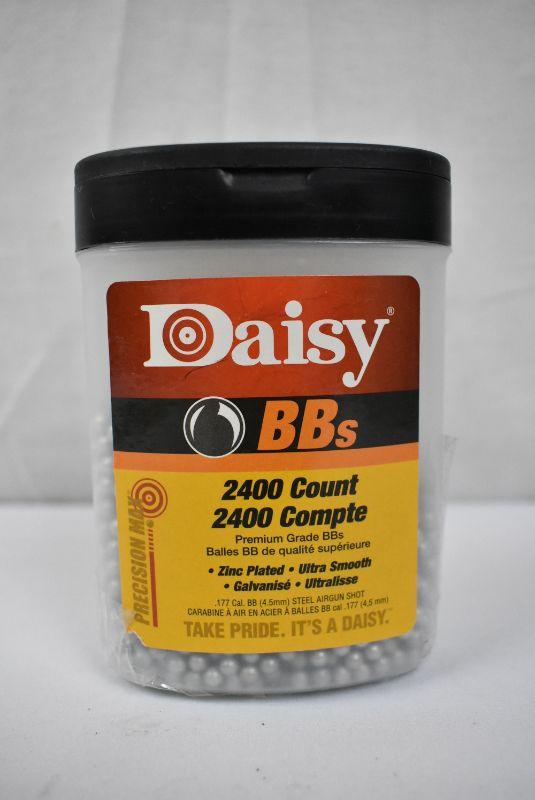 Daisy®
BBs
2400 Count
2400 Compte
Premium Grade BBs
Balles BB de qualité supérieure
• Zinc Plated • Ultra Smooth
• Galvanisé • Ultralisse
.177 Cal. BB (4.5mm) STEEL AIRGUN SHOT
CARABINE À AIR EN ACIER À BALLES BB cal .177 (4,5 mm)
TAKE PRIDE. IT'S A DAISY.™
PRECISION MAX